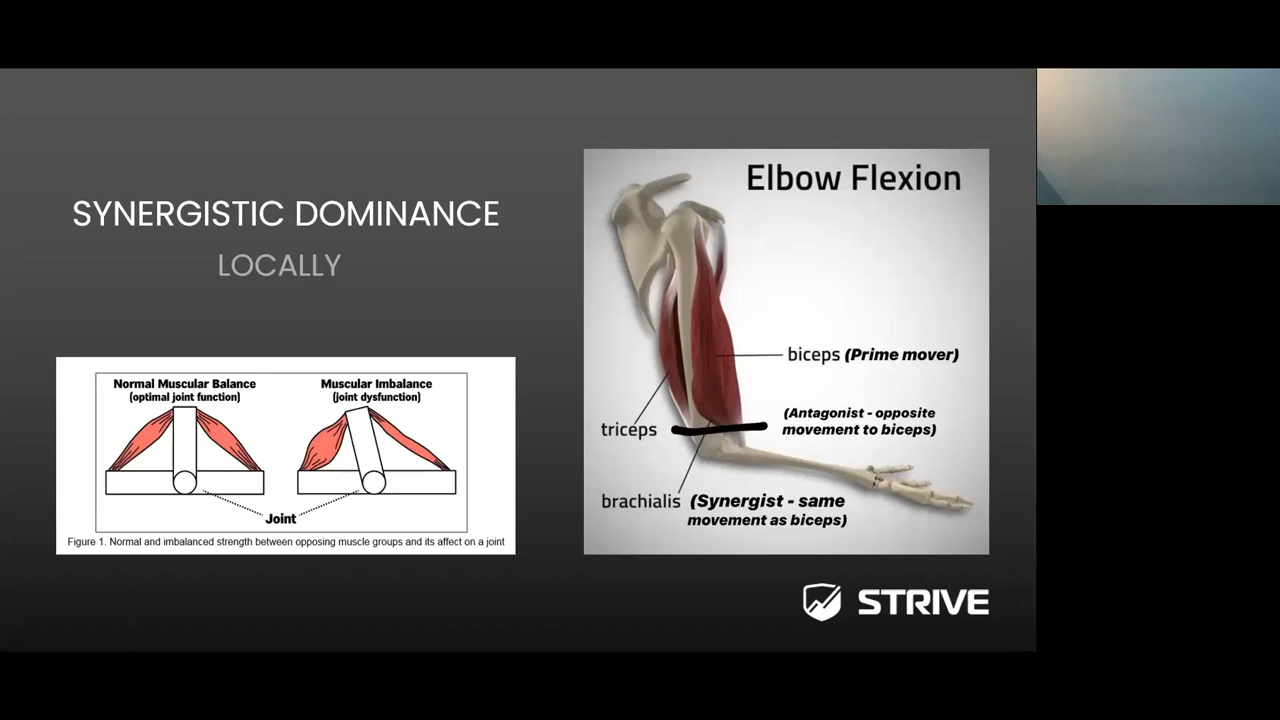 SYNERGISTIC DOMINANCE
LOCALLY
Normal Muscular Balance
(optimal joint function)
Muscular Imbalance
(joint dysfunction)
Joint
Figure 1. Normal and imbalanced strength between opposing muscle groups and its affect on a joint
Elbow Flexion
biceps (Prime mover)
(Antagonist - opposite
movement to biceps)
triceps
brachialis (Synergist - same
movement as biceps)
STRIVE